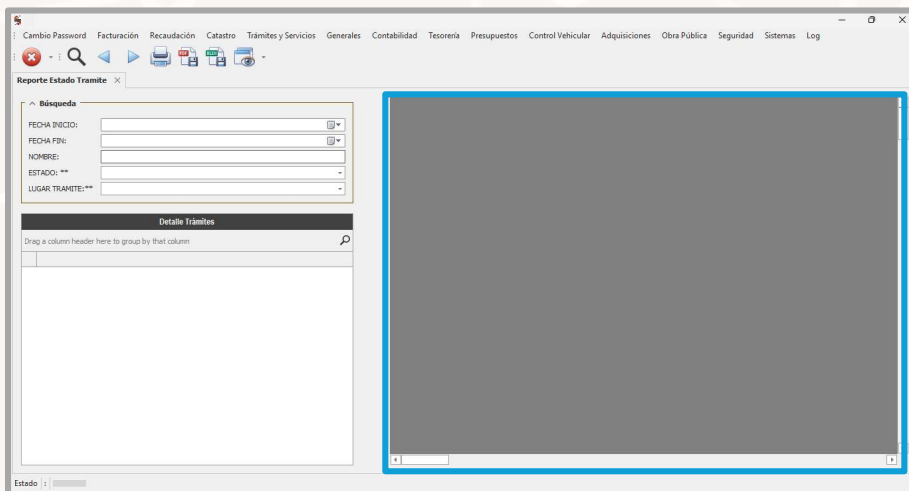 Cambio Password Facturación Recaudación Catastro Trámites y Servicios Generales Contabilidad Tesorería Presupuestos Control Vehicular Adquisiciones Obra Pública Seguridad Sistemas Log
Reporte Estado Tramite
Búsqueda
FECHA INICIO:
FECHA FIN:
NOMBRE:
ESTADO: **
LUGAR TRAMITE:**
Detalle Trámites
Drag a column header here to group by that column
Estado :